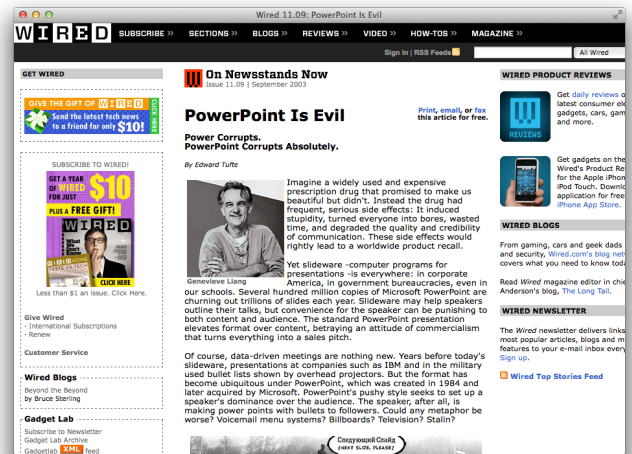 Wired 11.09: PowerPoint Is Evil
WIRED
SUBSCRIBE >> SECTIONS >> BLOGS >> REVIEWS >> VIDEO >> HOW-TOS >> MAGAZINE >>
Sign In | RSS Feeds
All Wired
GET WIRED
GIVE THE GIFT OF WIRED
Send the latest tech news
to a friend for only $10!
CLICK HERE
SUBSCRIBE TO WIRED!
GET A YEAR
OF WIRED
FOR JUST
$10
PLUS A FREE GIFT!
WIRED
CLICK HERE
Less than $1 an issue. Click Here.
Give Wired
· International Subscriptions
· Renew
Customer Service
Wired Blogs
Beyond the Beyond
by Bruce Sterling
Gadget Lab
Subscribe to Newsletter
Gadget Lab Archive
Gadgetlab XML feed
On Newsstands Now
Issue 11.09 | September 2003
PowerPoint Is Evil
Print, email, or fax
this article for free.
Power Corrupts.
PowerPoint Corrupts Absolutely.
By Edward Tufte
Genevieve Liang
Imagine a widely used and expensive
prescription drug that promised to make us
beautiful but didn't. Instead the drug had
frequent, serious side effects: It induced
stupidity, turned everyone into bores, wasted
time, and degraded the quality and credibility
of communication. These side effects would
rightly lead to a worldwide product recall.
Yet slideware -computer programs for
presentations -is everywhere: in corporate
America, in government bureaucracies, even in
our schools. Several hundred million copies of Microsoft PowerPoint are
churning out trillions of slides each year. Slideware may help speakers
outline their talks, but convenience for the speaker can be punishing to
both content and audience. The standard PowerPoint presentation
elevates format over content, betraying an attitude of commercialism
that turns everything into a sales pitch.
Of course, data-driven meetings are nothing new. Years before today's
slideware, presentations at companies such as IBM and in the military
used bullet lists shown by overhead projectors. But the format has
become ubiquitous under PowerPoint, which was created in 1984 and
later acquired by Microsoft. PowerPoint's pushy style seeks to set up a
speaker's dominance over the audience. The speaker, after all, is
making power points with bullets to followers. Could any metaphor be
worse? Voicemail menu systems? Billboards? Television? Stalin?
Следующий Слайд
(NEXT SLIDE, PLEASE)
WIRED PRODUCT REVIEWS
REVIEWS
Get daily reviews o
latest consumer ele
gadgets, cars, gam
and more.
Get gadgets on the
Wired's Product Re
for the Apple iPhon
iPod Touch. Downlo
application for free
iPhone App Store.
WIRED BLOGS
From gaming, cars and geek dads
and security, Wired.com's blog net
covers what you need to know toda
Read Wired magazine editor in chie
Anderson's blog, The Long Tail.
WIRED NEWSLETTER
The Wired newsletter delivers links
most popular articles, blogs and m
features to your e-mail inbox every
Sign up.
Wired Top Stories Feed